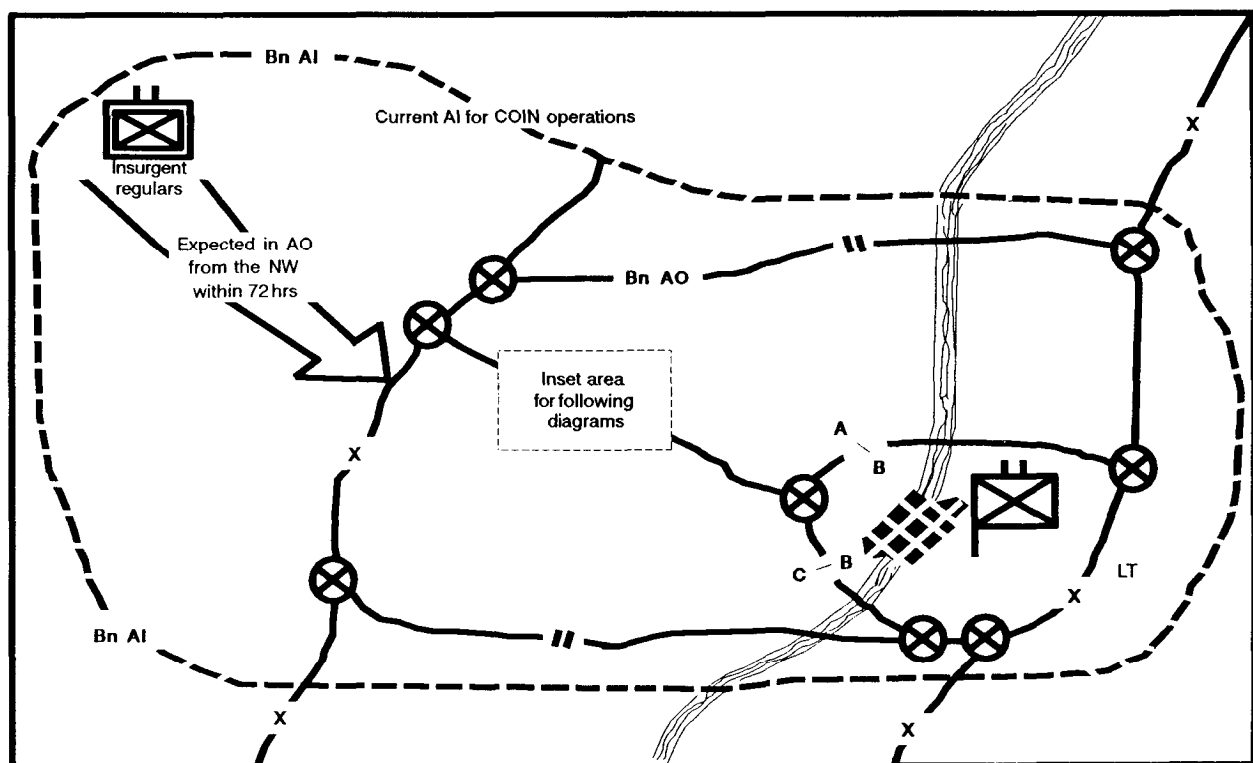 Bn AI
Current AI for COIN operations
Insurgent
regulars
X
Expected in AO
from the NW
within 72 hrs
Bn AO
Inset area
for following
diagrams
A
B
X
C
B
LT
X
Bn AI
X
X